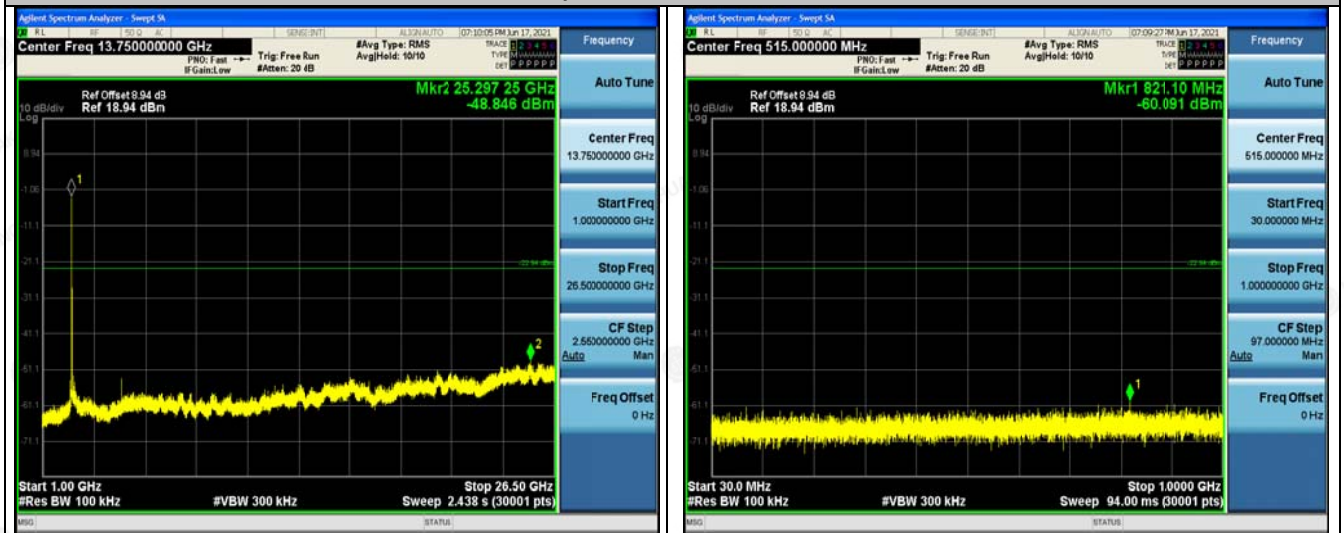 Agilent Spectrum Analyzer - Swept SA
RL RF 50 Ω AC SENSE:INT ALIGNAUTO 07:10:05 PM Jun 17, 2021
Center Freq 13.750000000 GHz
PNO: Fast
IFGain:Low
Trig: Free Run
#Atten: 20 dB
#Avg Type: RMS
Avg|Hold: 10/10
TRACE 1 2 3 4 5 6
TYPE M
DET P P P P P P
Frequency
Mkr2 25.297 25 GHz
-48.846 dBm
Ref Offset 8.94 dB
10 dB/div Ref 18.94 dBm
Log
8.94
-1.06
-11.1
-21.1
-31.1
-41.1
-51.1
-61.1
-71.1
1
2
Start 1.00 GHz
#Res BW 100 kHz
#VBW 300 kHz
Stop 26.50 GHz
Sweep 2.438 s (30001 pts)
MSG
STATUS
Auto Tune
Center Freq
13.750000000 GHz
Start Freq
1.000000000 GHz
Stop Freq
26.500000000 GHz
CF Step
2.550000000 GHz
Auto Man
Freq Offset
0 Hz
Agilent Spectrum Analyzer - Swept SA
RL RF 50 Ω AC SENSE:INT ALIGNAUTO 07:09:27 PM Jun 17, 2021
Center Freq 515.000000 MHz
PNO: Fast
IFGain:Low
Trig: Free Run
#Atten: 20 dB
#Avg Type: RMS
Avg|Hold: 10/10
TRACE 1 2 3 4 5 6
TYPE M
DET P P P P P P
Frequency
Mkr1 821.10 MHz
-60.091 dBm
Ref Offset 8.94 dB
10 dB/div Ref 18.94 dBm
Log
8.94
-1.06
-11.1
-21.1
-31.1
-41.1
-51.1
-61.1
-71.1
1
Start 30.0 MHz
#Res BW 100 kHz
#VBW 300 kHz
Stop 1.0000 GHz
Sweep 94.00 ms (30001 pts)
MSG
STATUS
Auto Tune
Center Freq
515.000000 MHz
Start Freq
30.000000 MHz
Stop Freq
1.000000000 GHz
CF Step
97.000000 MHz
Auto Man
Freq Offset
0 Hz